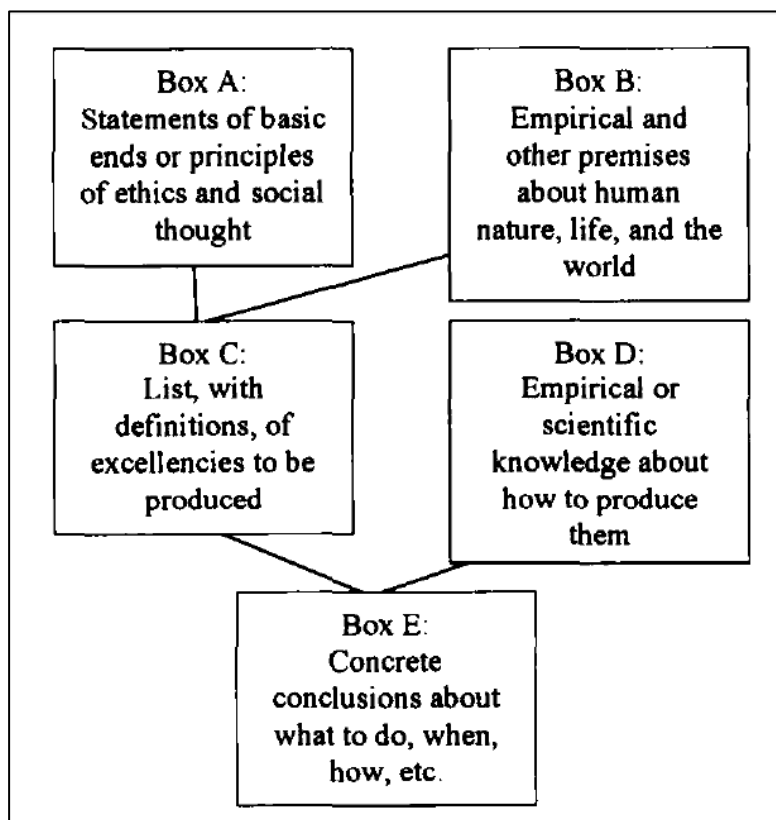 Box A:
Statements of basic
ends or principles
of ethics and social
thought
Box B:
Empirical and
other premises
about human
nature, life, and the
world
Box C:
List, with
definitions, of
excellencies to be
produced
Box D:
Empirical or
scientific
knowledge about
how to produce
them
Box E:
Concrete
conclusions about
what to do, when,
how, etc.